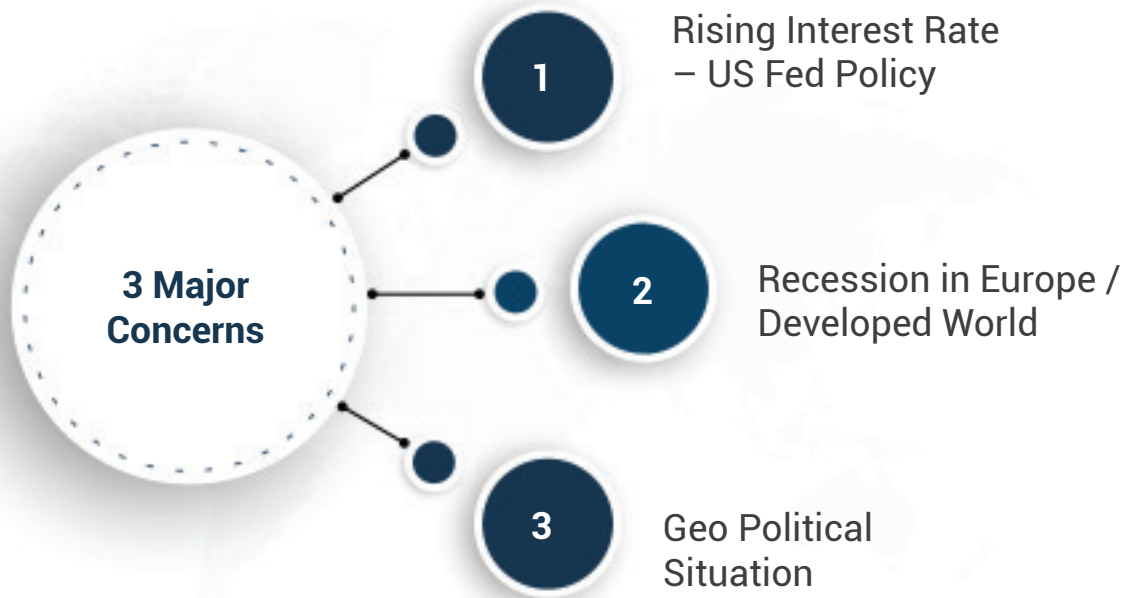 3 Major
Concerns
1
Rising Interest Rate
– US Fed Policy
2
Recession in Europe /
Developed World
3
Geo Political
Situation